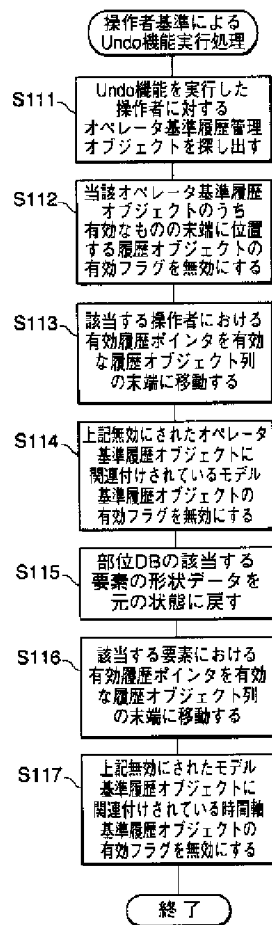 操作者基準による
Undo機能実行処理
S111
Undo機能を実行した
操作者に対する
オペレータ基準履歴管理
オブジェクトを探し出す
S112
当該オペレータ基準履歴
オブジェクトのうち
有効なものの末端に位置
する履歴オブジェクトの
有効フラグを無効にする
S113
該当する操作者における
有効履歴ポインタを有効
な履歴オブジェクト列
の末端に移動する
S114
上記無効にされたオペレータ
基準履歴オブジェクトに
関連付けされているモデル
基準履歴オブジェクトの
有効フラグを無効にする
S115
部位DBの該当する
要素の形状データを
元の状態に戻す
S116
該当する要素における
有効履歴ポインタを有効
な履歴オブジェクト列
の末端に移動する
S117
上記無効にされたモデル
基準履歴オブジェクトに
関連付けされている時間軸
基準履歴オブジェクトの
有効フラグを無効にする
終了